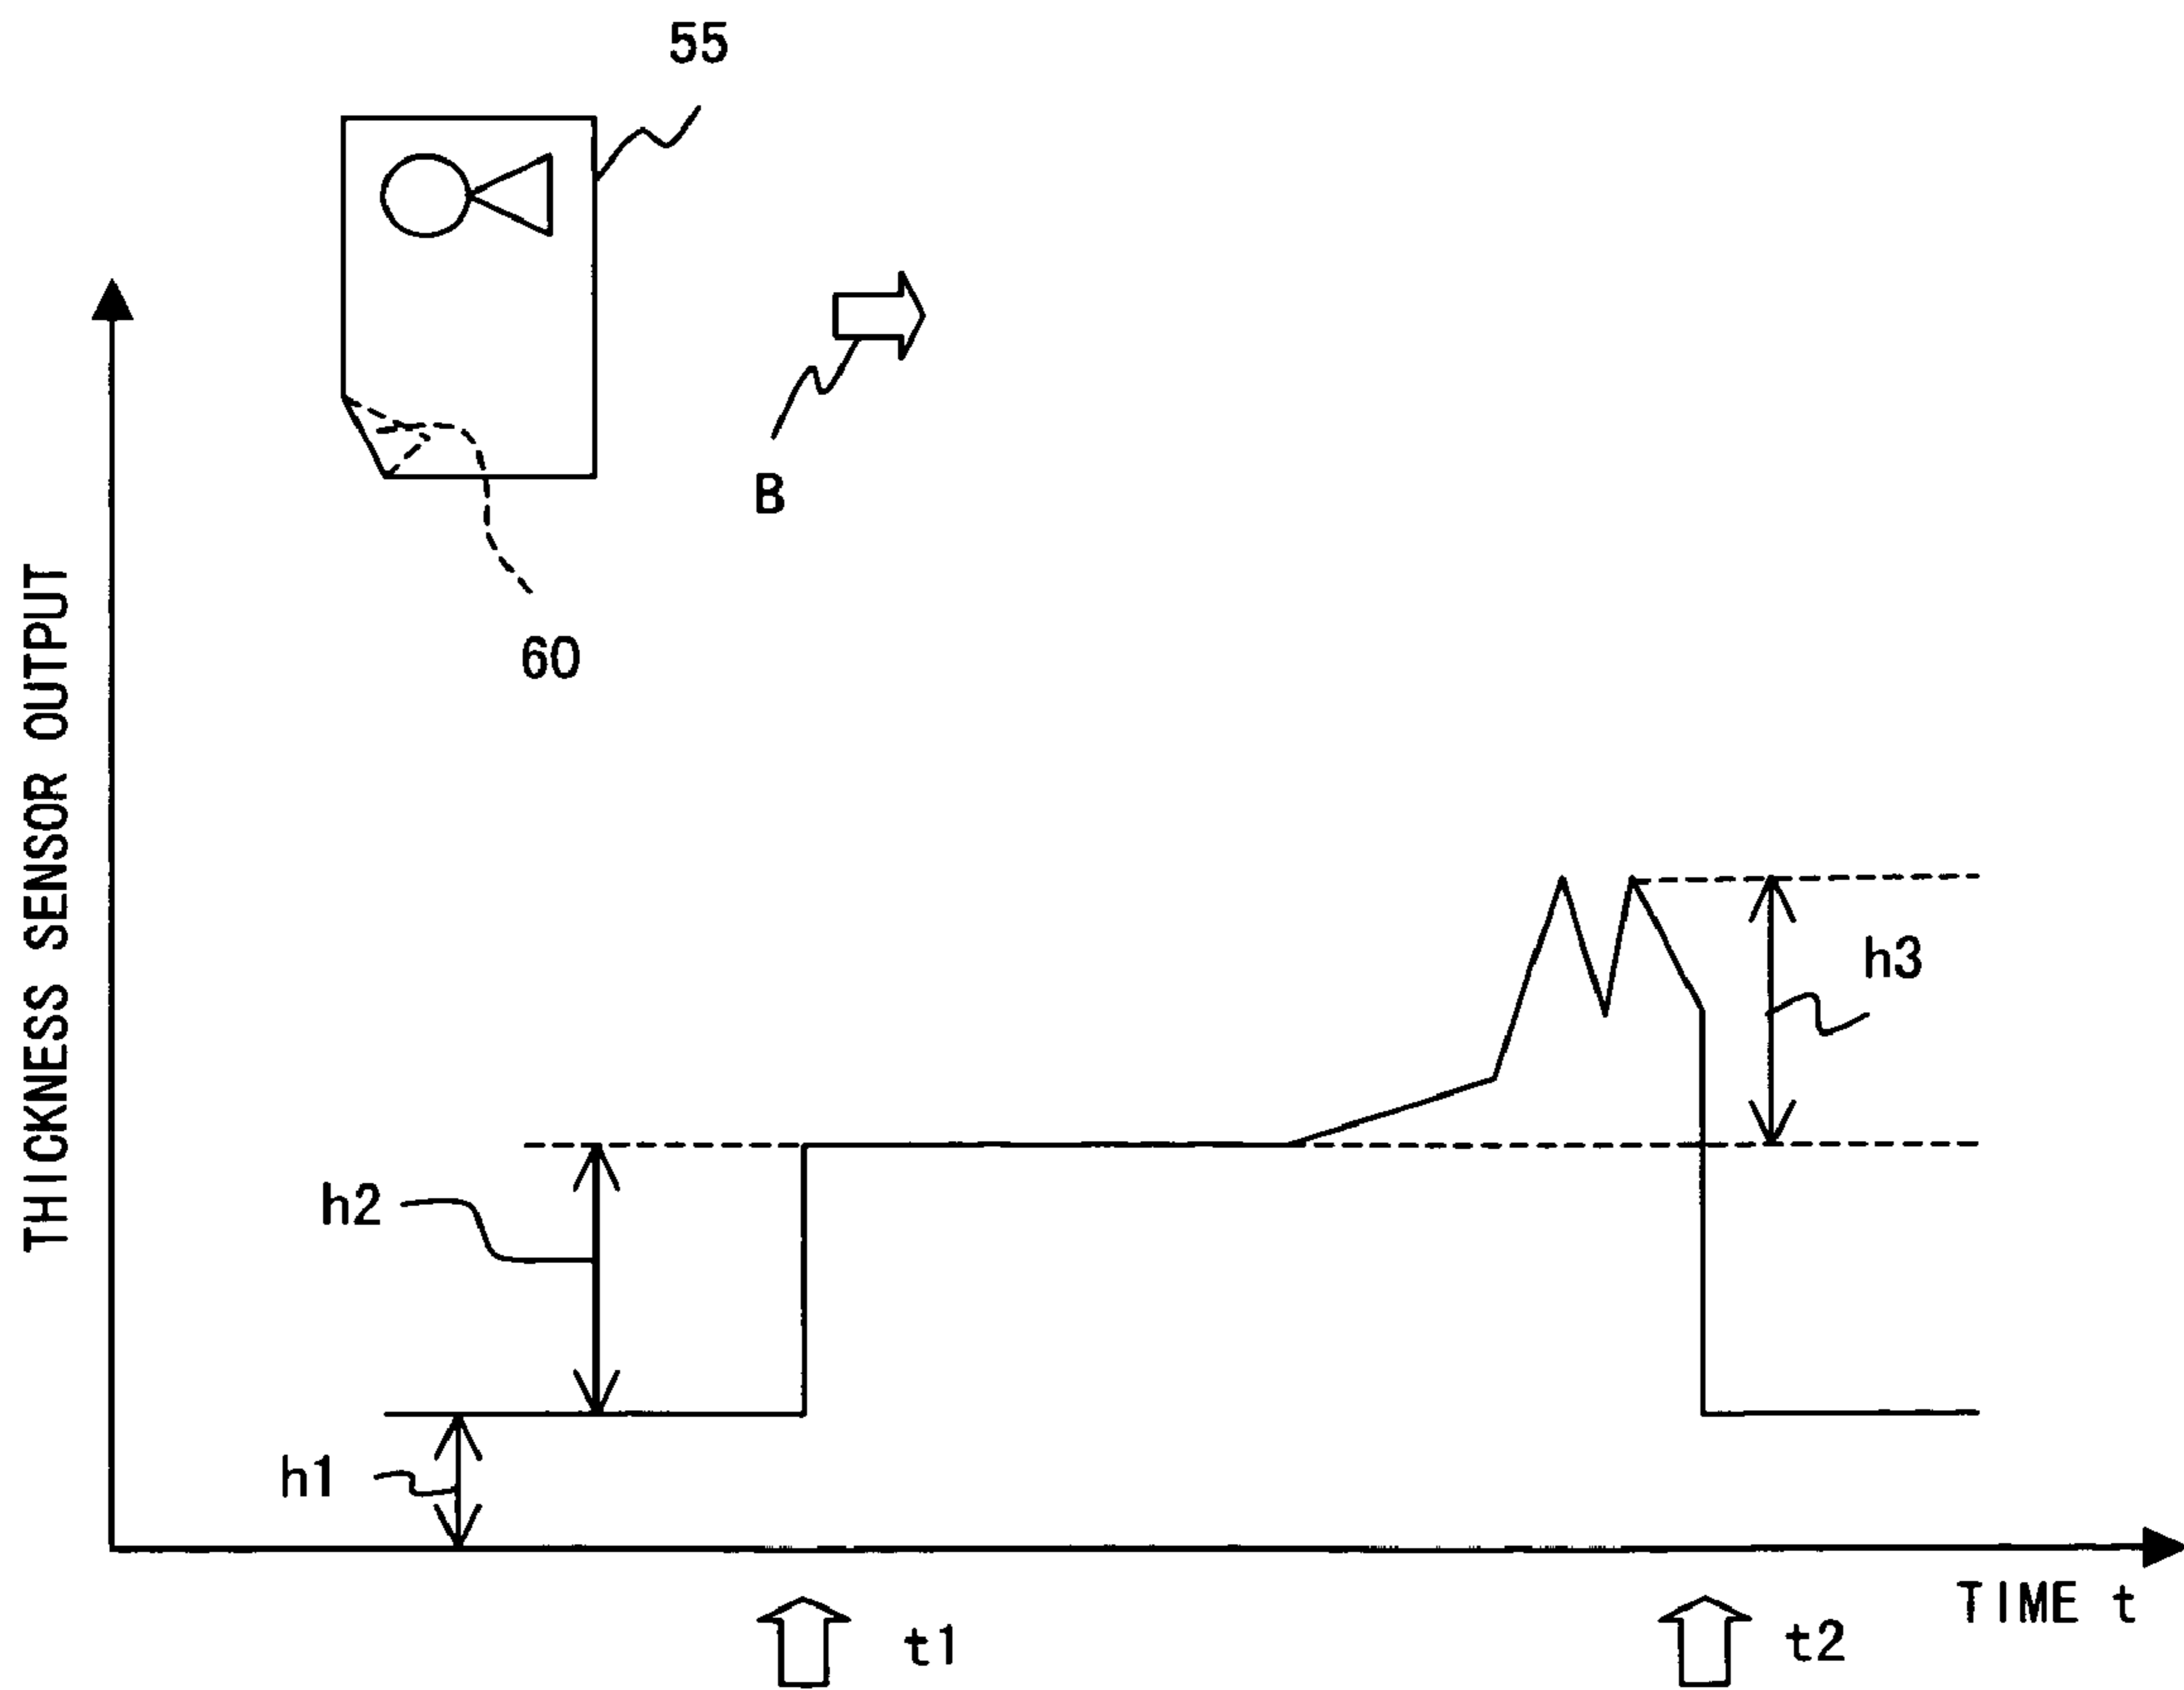 55
B
60
THICKNESS SENSOR OUTPUT
h3
h2
h1
TIME t
t1
t2